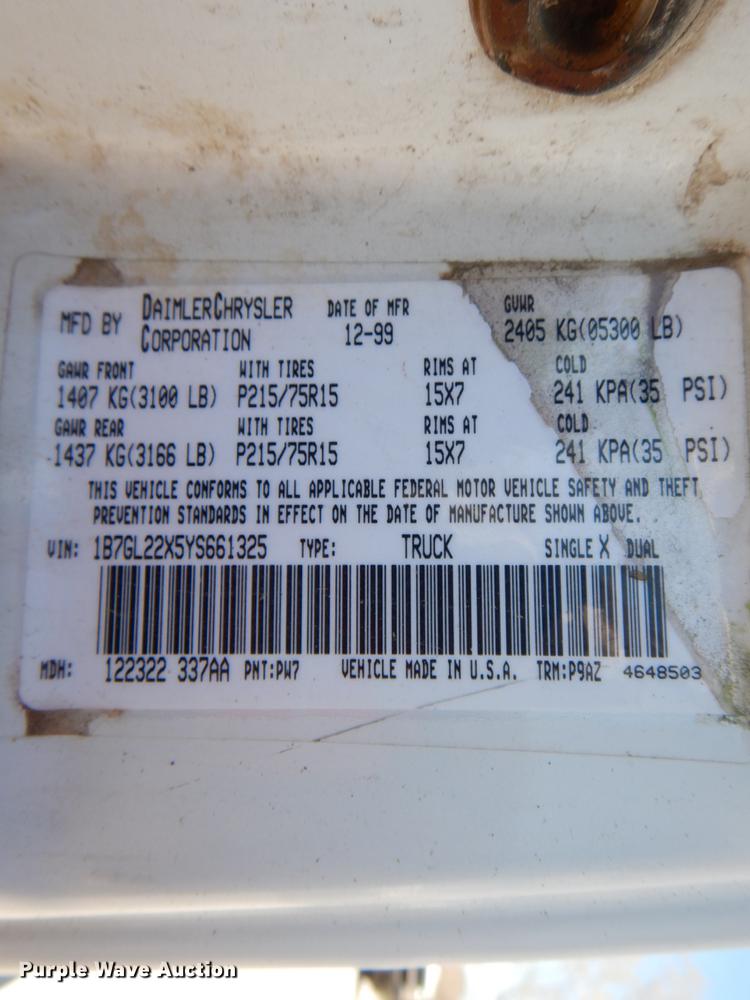 MFD BY DAIMLERCHRYSLER CORPORATION DATE OF MFR 12-99 GVWR 2405 KG(05300 LB)
GAWR FRONT WITH TIRES RIMS AT COLD
1407 KG(3100 LB) P215/75R15 15X7 241 KPA(35 PSI)
GAWR REAR WITH TIRES RIMS AT COLD
1437 KG(3166 LB) P215/75R15 15X7 241 KPA(35 PSI)
THIS VEHICLE CONFORMS TO ALL APPLICABLE FEDERAL MOTOR VEHICLE SAFETY AND THEFT
PREVENTION STANDARDS IN EFFECT ON THE DATE OF MANUFACTURE SHOWN ABOVE.
VIN: 1B7GL22X5YS661325 TYPE: TRUCK SINGLE X DUAL
MDH: 122322 337AA PNT:PW7 VEHICLE MADE IN U.S.A. TRM:P9AZ 4648503
Purple Wave Auction